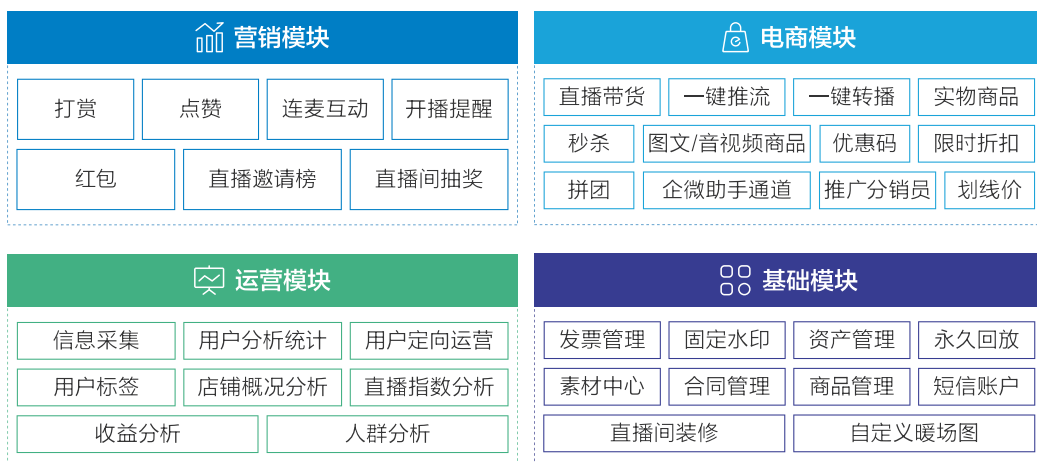 营销模块
打赏 点赞 连麦互动 开播提醒
红包 直播邀请榜 直播间抽奖
电商模块
直播带货 一键推流 一键转播 实物商品
秒杀 图文/音视频商品 优惠码 限时折扣
拼团 企微助手通道 推广分销员 划线价
运营模块
信息采集 用户分析统计 用户定向运营
用户标签 店铺概况分析 直播指数分析
收益分析 人群分析
基础模块
发票管理 固定水印 资产管理 永久回放
素材中心 合同管理 商品管理 短信账户
直播间装修 自定义暖场图